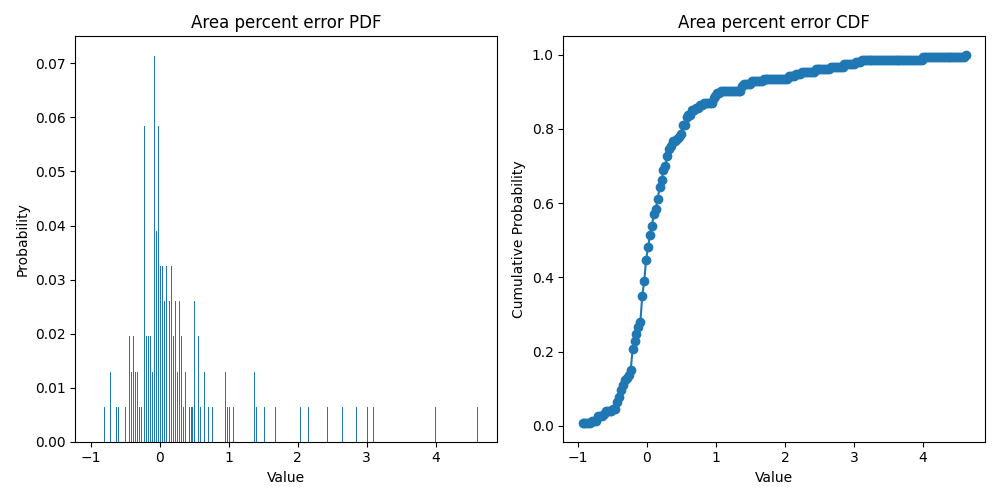 Area percent error PDF
Probability
0.07
0.06
0.05
0.04
0.03
0.02
0.01
0.00
−1 0 1 2 3 4
Value
Area percent error CDF
Cumulative Probability
1.0
0.8
0.6
0.4
0.2
0.0
−1 0 1 2 3 4
Value